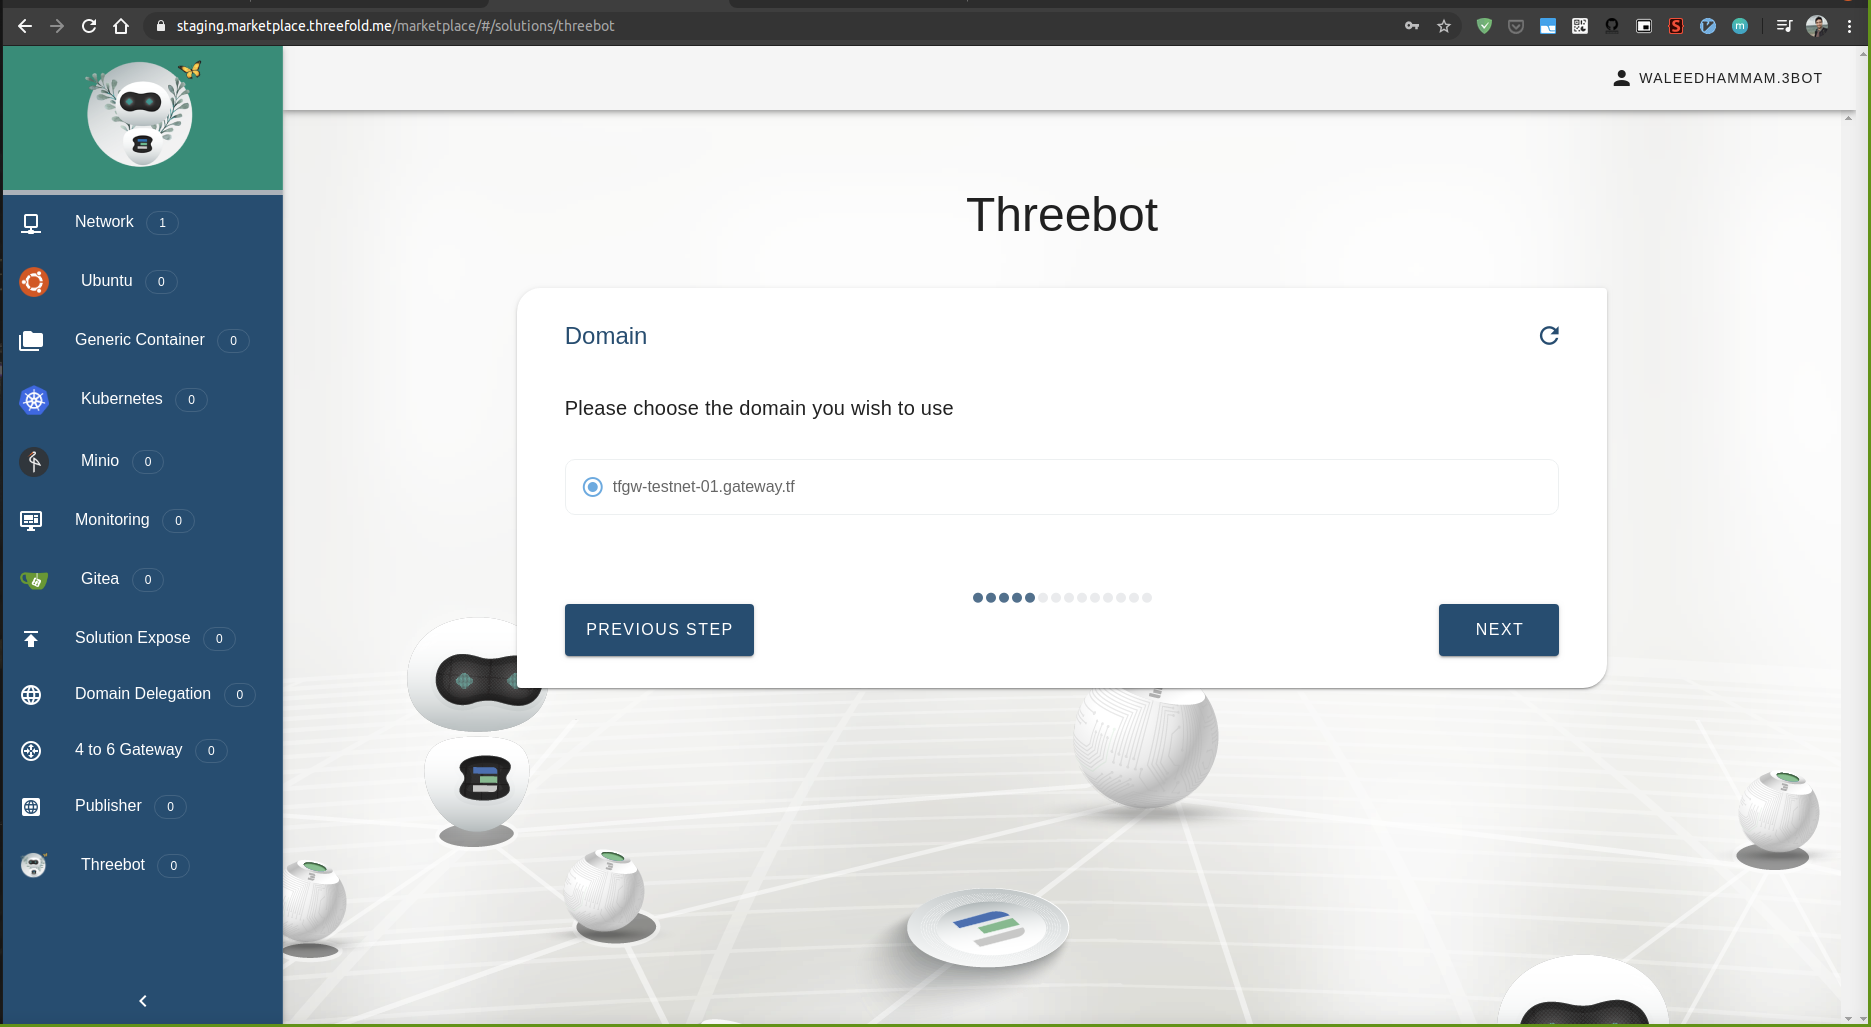 staging.marketplace.threefold.me/marketplace/#/solutions/threebot
WALEEDHAMMAM.3BOT
Network 1
Ubuntu 0
Generic Container 0
Kubernetes 0
Minio 0
Monitoring 0
Gitea 0
Solution Expose 0
Domain Delegation 0
4 to 6 Gateway 0
Publisher 0
Threebot 0
Threebot
Domain
Please choose the domain you wish to use
tfgw-testnet-01.gateway.tf
PREVIOUS STEP
NEXT